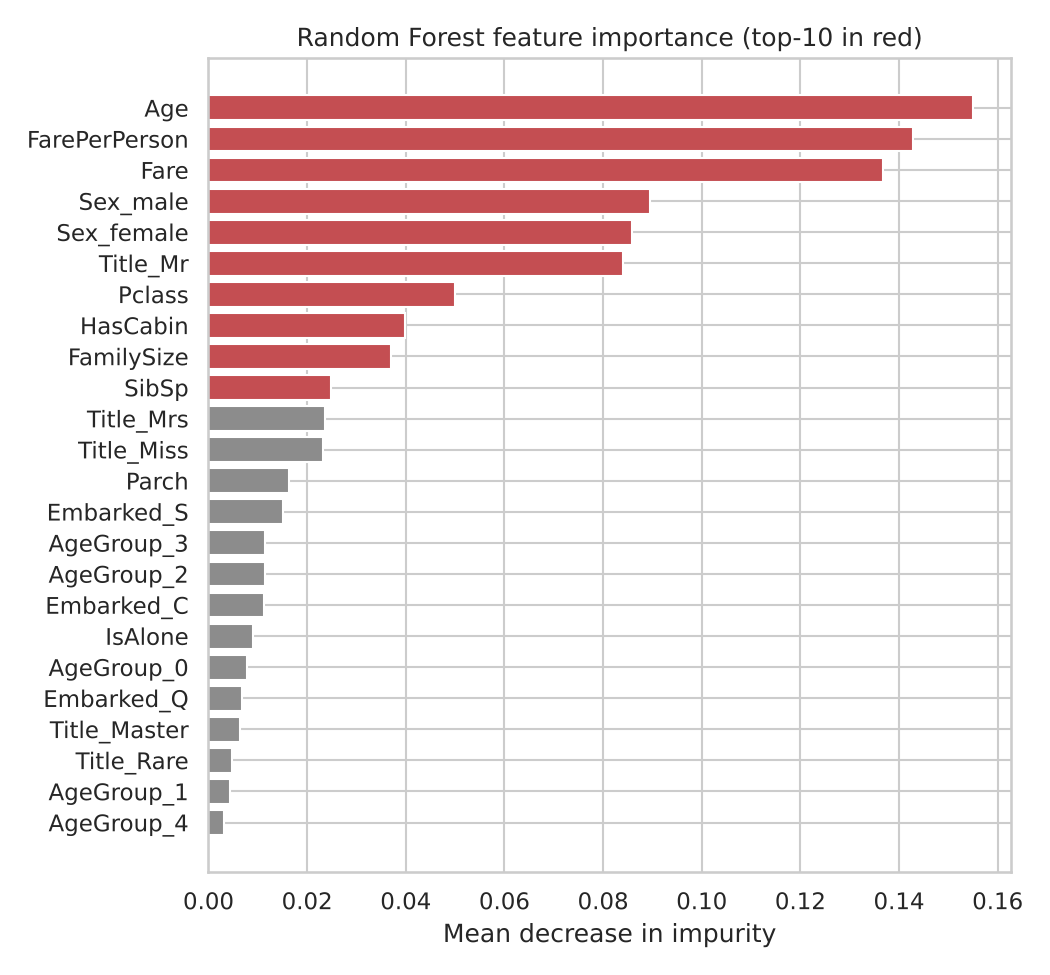 Random Forest feature importance (top-10 in red)
Age
FarePerPerson
Fare
Sex_male
Sex_female
Title_Mr
Pclass
HasCabin
FamilySize
SibSp
Title_Mrs
Title_Miss
Parch
Embarked_S
AgeGroup_3
AgeGroup_2
Embarked_C
IsAlone
AgeGroup_0
Embarked_Q
Title_Master
Title_Rare
AgeGroup_1
AgeGroup_4
0.00 0.02 0.04 0.06 0.08 0.10 0.12 0.14 0.16
Mean decrease in impurity